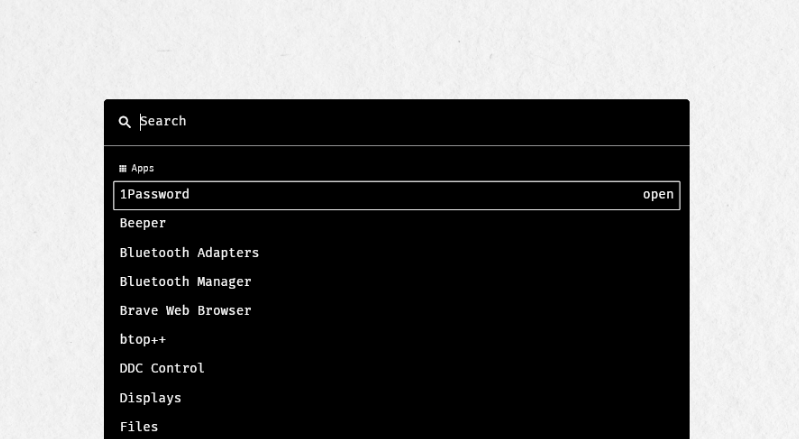 Search
Apps
1Password open
Beeper
Bluetooth Adapters
Bluetooth Manager
Brave Web Browser
btop++
DDC Control
Displays
Files